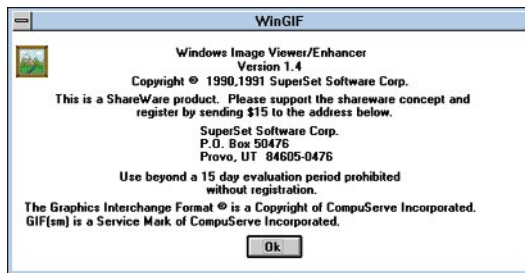 WinGIF
Windows Image Viewer/Enhancer
Version 1.4
Copyright © 1990,1991 SuperSet Software Corp.
This is a ShareWare product. Please support the shareware concept and
register by sending $15 to the address below.
SuperSet Software Corp.
P.O. Box 50476
Provo, UT 84605-0476
Use beyond a 15 day evaluation period prohibited
without registration.
The Graphics Interchange Format © is a Copyright of CompuServe Incorporated.
GIF(sm) is a Service Mark of CompuServe Incorporated.
Ok